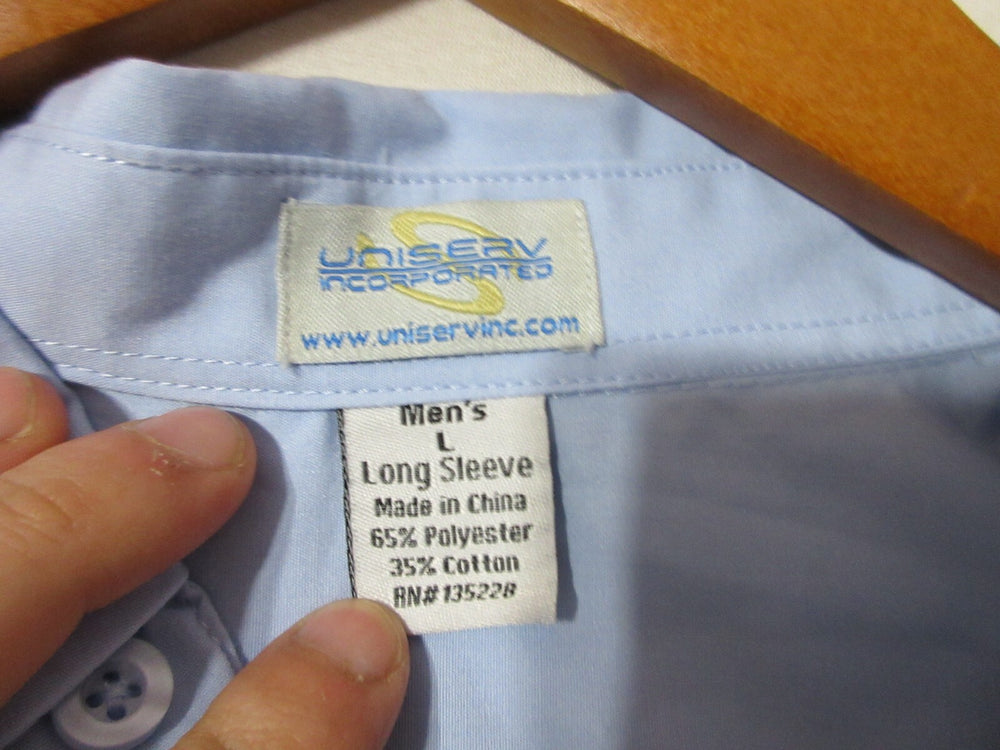 UNISERV
INCORPORATED
www.uniservinc.com
Men's
L
Long Sleeve
Made in China
65% Polyester
35% Cotton
RN# 135228